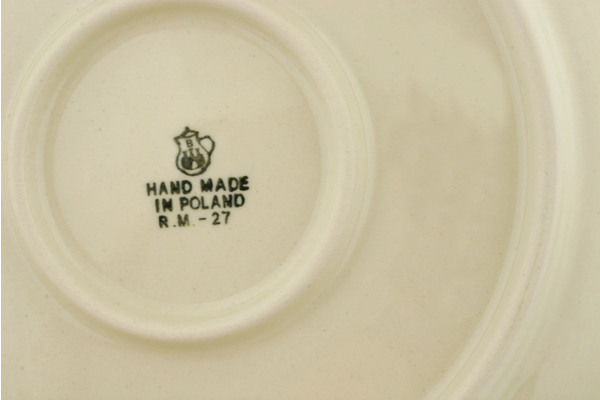 B
HAND MADE
IN POLAND
R.M.-27